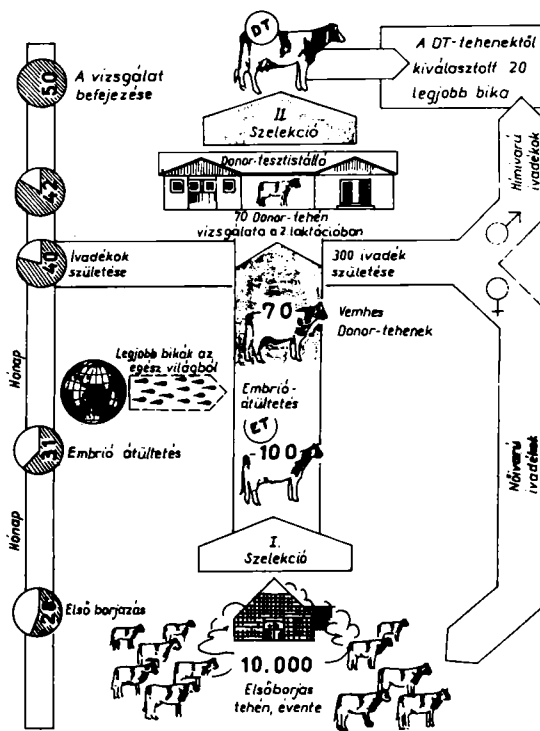 DT
A DT-tehenektől
kiválasztott 20
legjobb bika
50
A vizsgálat
befejezése
II.
Szelekció
Hímivarú
ivadékok
Donor-tesztistálló
42
70 Donor-tehén
vizsgálata a 2 laktációban
40
Ivadékok
születése
300 ivadék
születése
70
Vemhes
Donor-tehenek
Hónap
Legjobb bikák az
egész világból
Embrió-
átültetés
ET
100
31
Embrió átültetés
Nőivarú
ivadékok
Hónap
I.
Szelekció
28
Első borjazás
10.000
Elsőborjas
tehén, évente